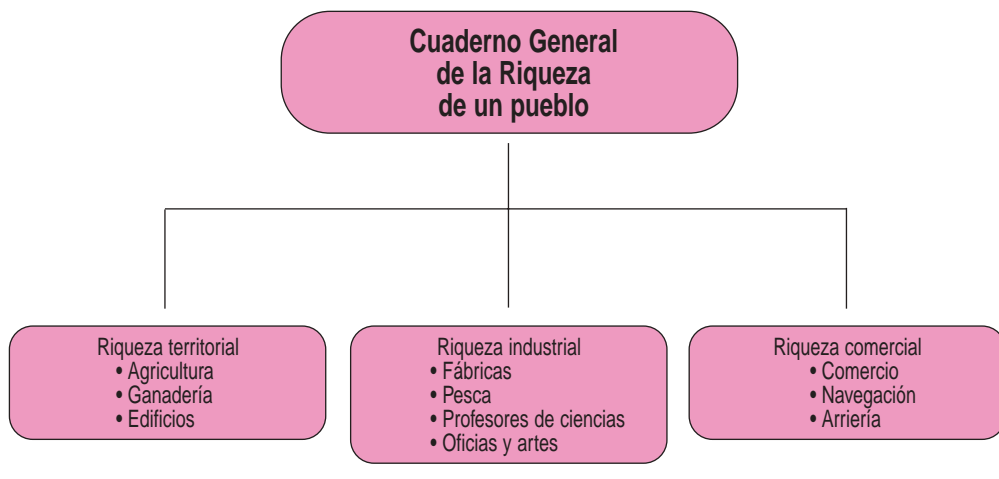 Cuaderno General
de la Riqueza
de un pueblo
Riqueza territorial
• Agricultura
• Ganadería
• Edificios
Riqueza industrial
• Fábricas
• Pesca
• Profesores de ciencias
• Oficias y artes
Riqueza comercial
• Comercio
• Navegación
• Arriería